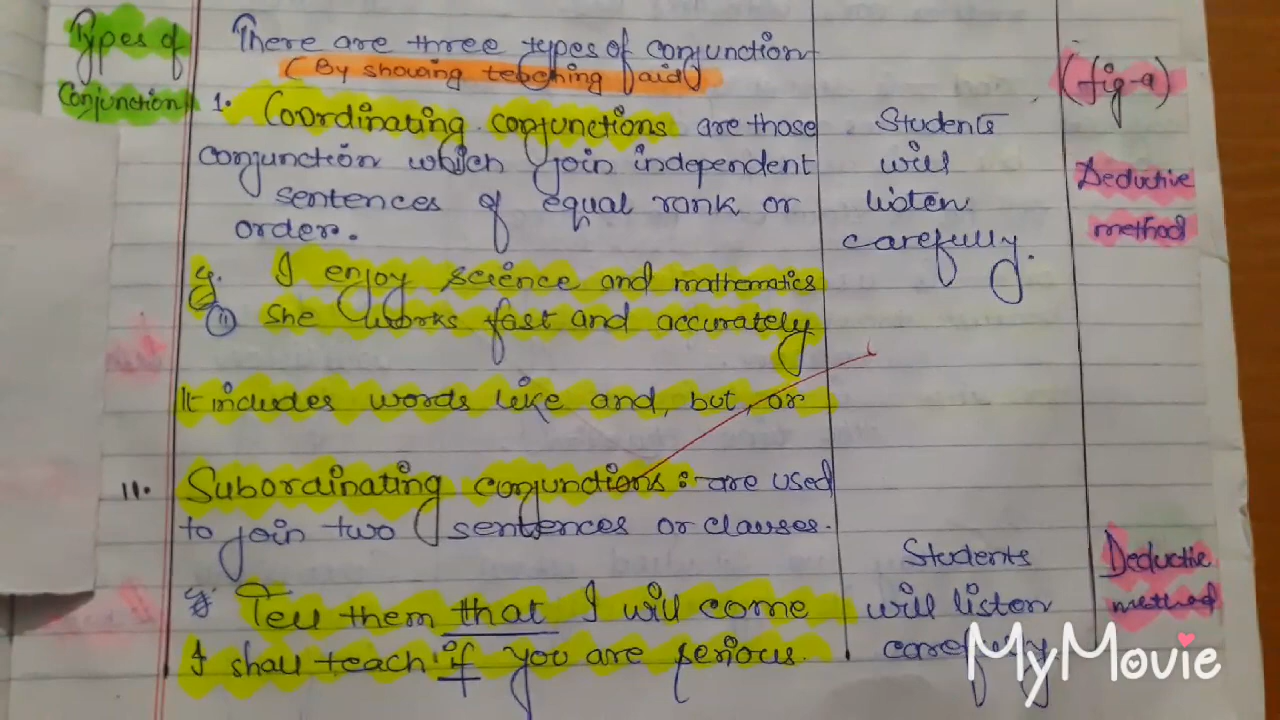 Types of
Conjunction
There are three types of conjunction
(By showing teaching aid)
1. Coordinating conjunctions are those
conjunction which join independent
sentences of equal rank or
order.
eg. I enjoy science and mathematics
(ii) She works fast and accurately
It includes words like and, but, or
Students
will
listen
carefully.
(fig-a)
Deductive
method
11. Subordinating conjunctions :- are used
to join two sentences or clauses.
eg Tell them that I will come
I shall teach if you are serious.
Students
will listen
carefully
Deductie
method
MyMovie